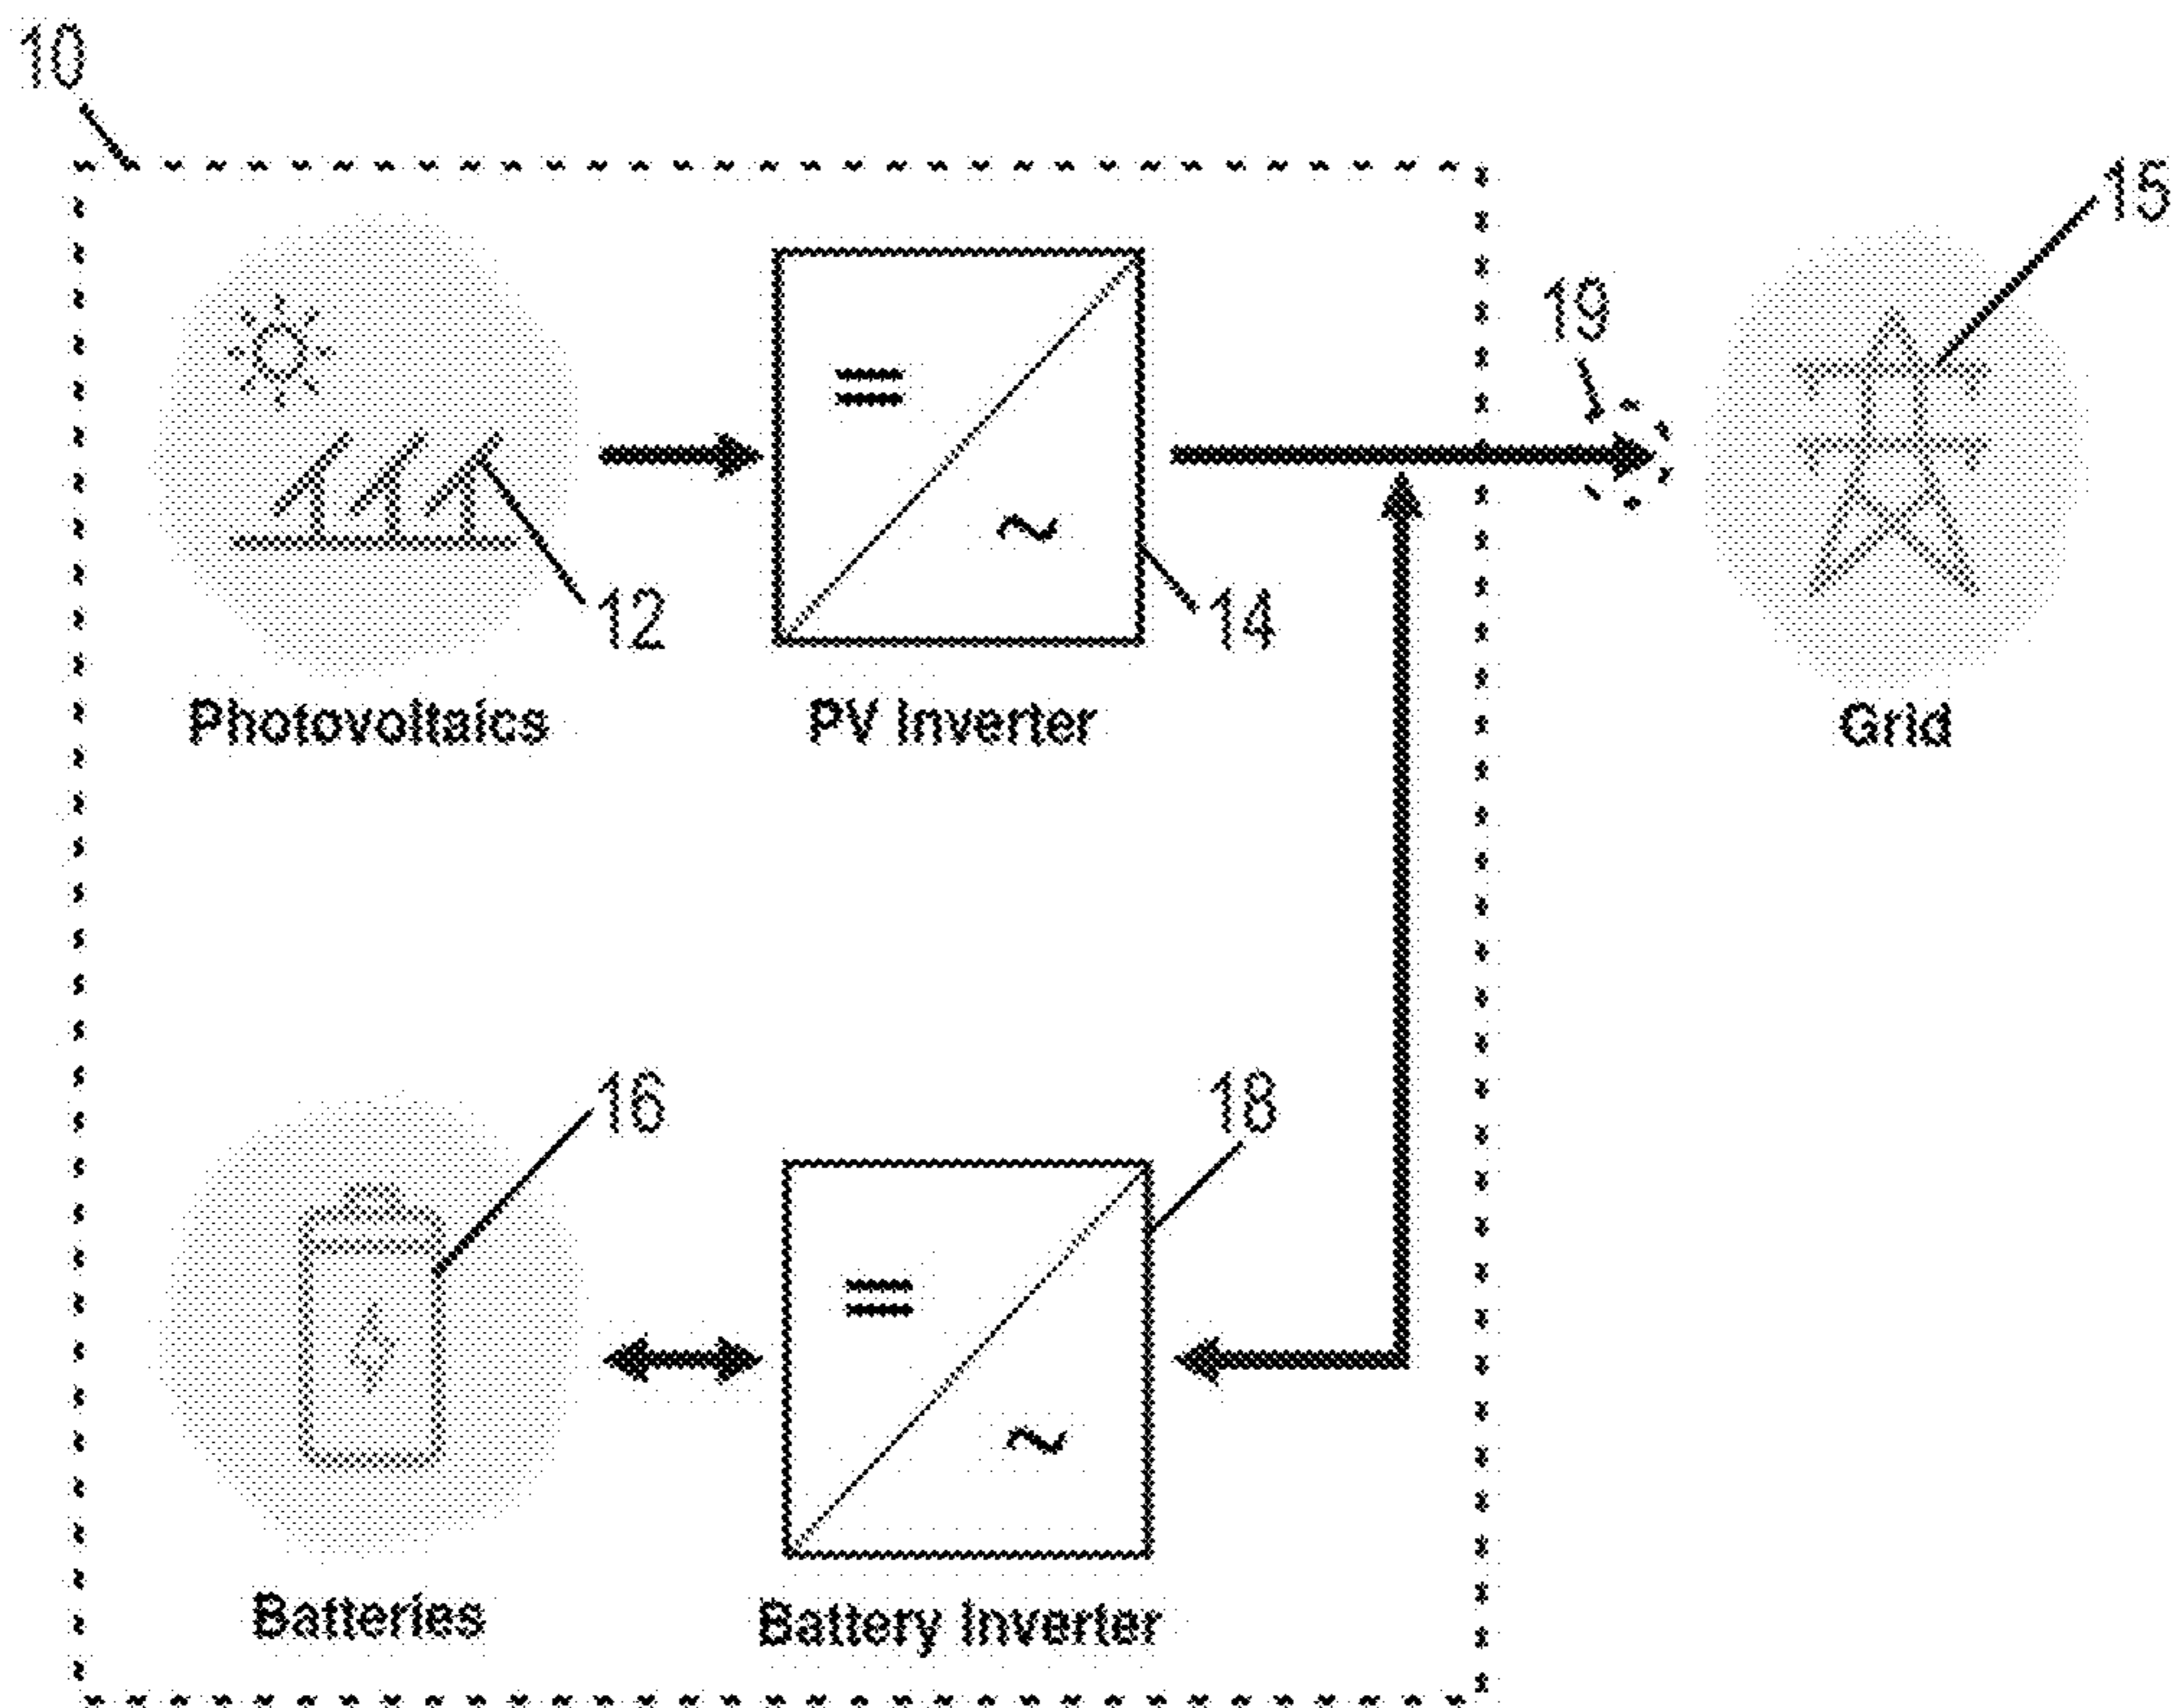 10
15
19
12
14
Photovoltaics
PV Inverter
Grid
16
18
Batteries
Battery Inverter